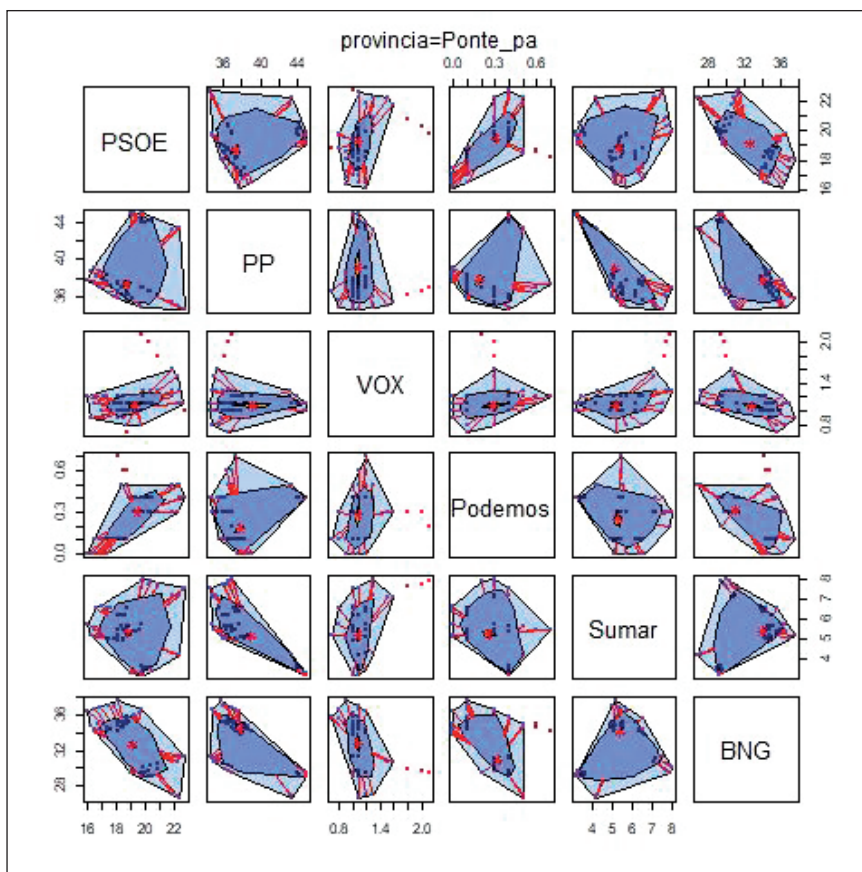 provincia=Ponte_pa
36 40 44 0.0 0.3 0.6 28 32 36
PSOE
16 18 20 22
36 40 44
PP
VOX
0.8 1.4 2.0
0.0 0.3 0.6
Podemos
Sumar
4 5 6 7 8
28 32 36
BNG
16 18 20 22 0.8 1.4 2.0 4 5 6 7 8